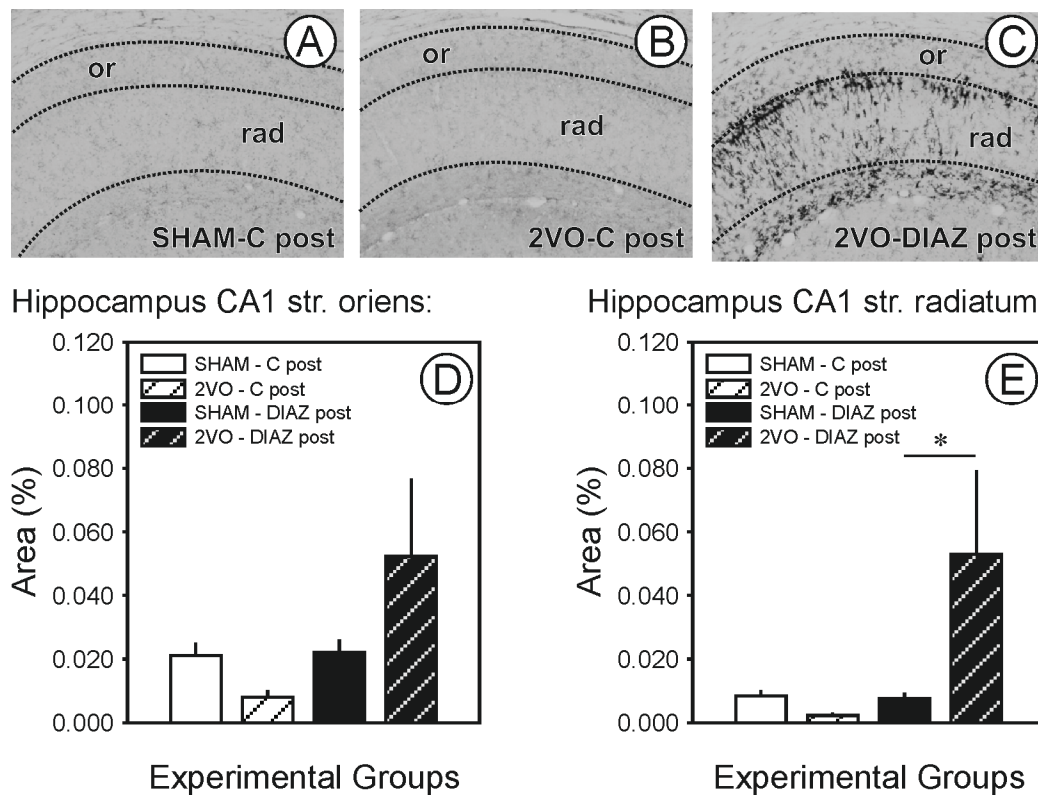 A
or
rad
SHAM-C post
B
or
rad
2VO-C post
C
or
rad
2VO-DIAZ post
Hippocampus CA1 str. oriens:
D
SHAM - C post
2VO - C post
SHAM - DIAZ post
2VO - DIAZ post
0.120
0.100
0.080
0.060
0.040
0.020
0.000
Area (%)
Experimental Groups
Hippocampus CA1 str. radiatum
E
SHAM - C post
2VO - C post
SHAM - DIAZ post
2VO - DIAZ post
*
0.120
0.100
0.080
0.060
0.040
0.020
0.000
Area (%)
Experimental Groups